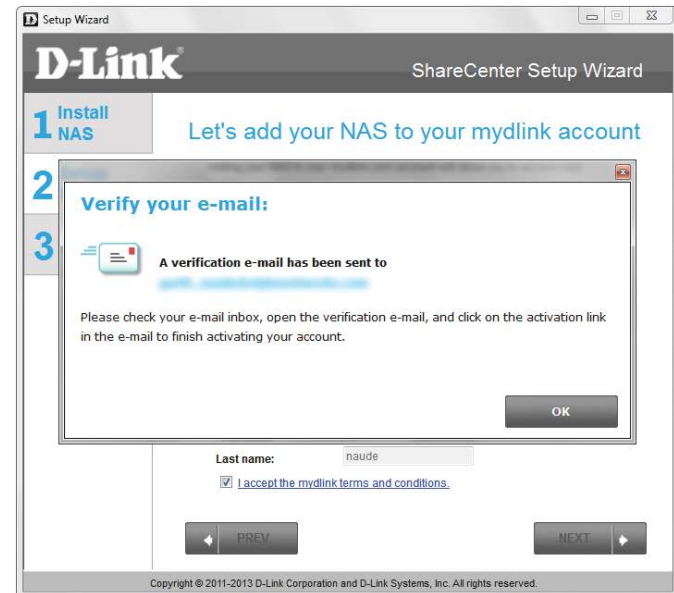 Setup Wizard
D-Link
ShareCenter Setup Wizard
1 Install
NAS
Let's add your NAS to your mydlink account
2
Verify your e-mail:
3
A verification e-mail has been sent to
Please check your e-mail inbox, open the verification e-mail, and click on the activation link
in the e-mail to finish activating your account.
OK
Last name:
naude
I accept the mydlink terms and conditions.
PREV
NEXT
Copyright © 2011-2013 D-Link Corporation and D-Link Systems, Inc. All rights reserved.